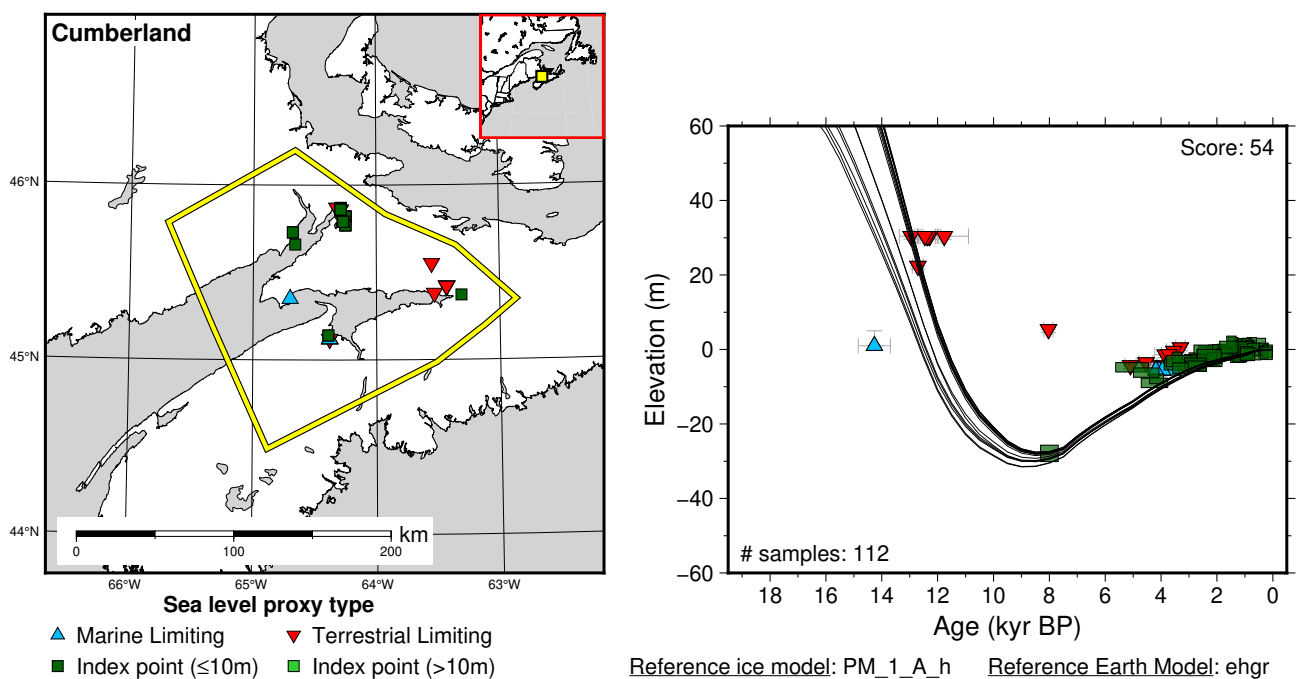 Cumberland
46°N
45°N
44°N
km
0 100 200
66°W 65°W 64°W 63°W
Sea level proxy type
Marine Limiting Terrestrial Limiting
Index point (≤10m) Index point (>10m)
Score: 54
60
40
20
0
−20
−40
−60
Elevation (m)
# samples: 112
18 16 14 12 10 8 6 4 2 0
Age (kyr BP)
Reference ice model: PM_1_A_h Reference Earth Model: ehgr